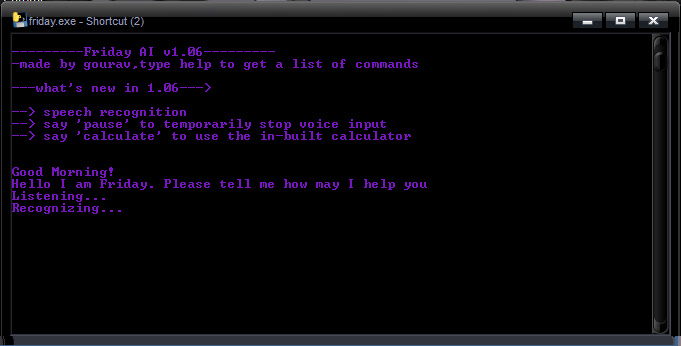 friday.exe - Shortcut (2)
---------Friday AI v1.06---------
-made by gourav,type help to get a list of commands
---what's new in 1.06--->
--> speech recognition
--> say 'pause' to temporarily stop voice input
--> say 'calculate' to use the in-built calculator
Good Morning!
Hello I am Friday. Please tell me how may I help you
Listening...
Recognizing...